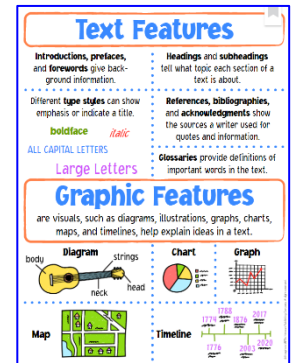 Text Features
Introductions, prefaces,
and forewords give back-
ground information.
Headings and subheadings
tell what topic each section of a
text is about.
Different type styles can show
emphasis or indicate a title.
boldface
italic
ALL CAPITAL LETTERS
Large Letters
References, bibliographies,
and acknowledgments show
the sources a writer used for
quotes and information.
Glossaries provide definitions of
important words in the text.
Graphic Features
are visuals, such as diagrams, illustrations, graphs, charts,
maps, and timelines, help explain ideas in a text.
Diagram
body
strings
neck
head
Chart
Graph
Map
Timeline
1774
1788
1876
2017
1776
2003
2020